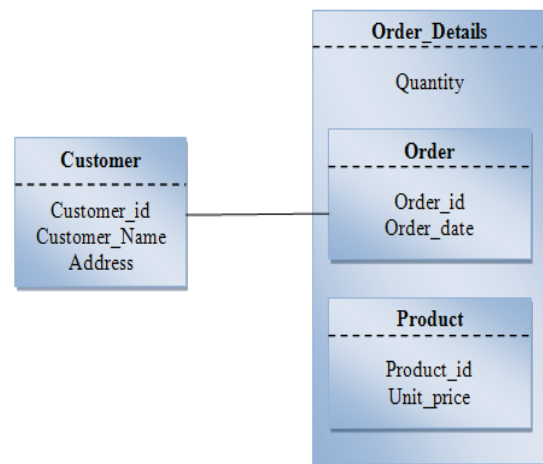 Customer
Customer_id
Customer_Name
Address
Order_Details
Quantity
Order
Order_id
Order_date
Product
Product_id
Unit_price